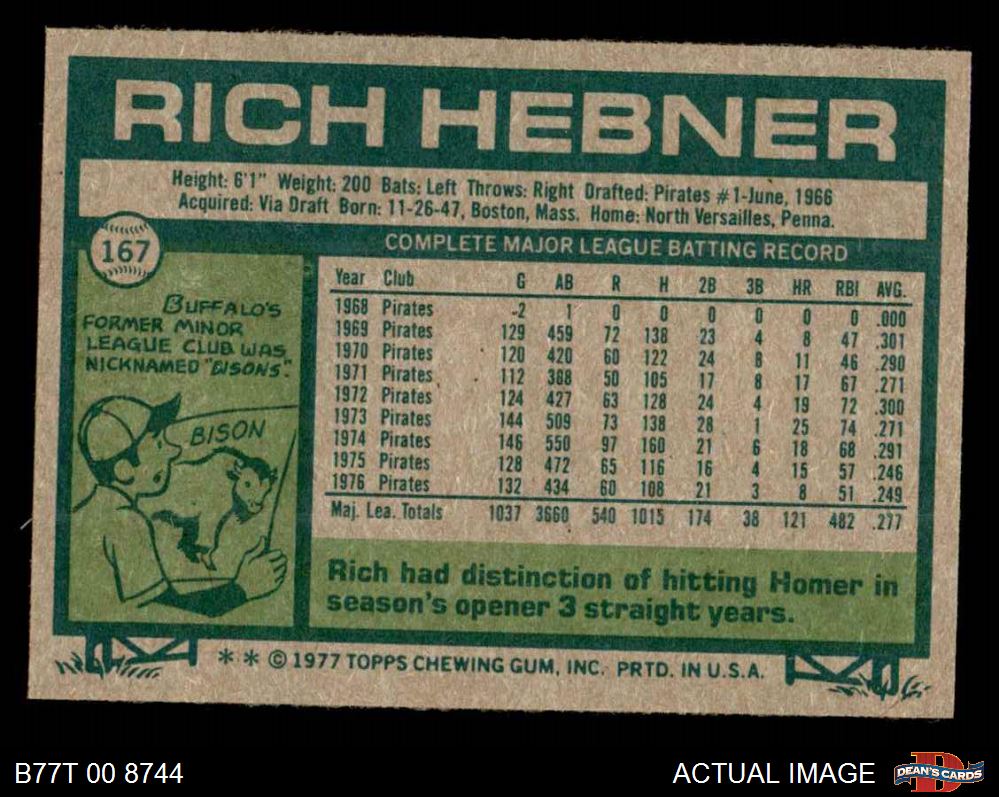 RICH HEBNER
Height: 6'1" Weight: 200 Bats: Left Throws: Right Drafted: Pirates #1-June, 1966
Acquired: Via Draft Born: 11-26-47, Boston, Mass. Home: North Versailles, Penna.
167
COMPLETE MAJOR LEAGUE BATTING RECORD
BUFFALO'S
FORMER MINOR
LEAGUE CLUB WAS
NICKNAMED "BISONS".
BISON
Year Club G AB R H 2B 3B HR RBI AVG.
1968 Pirates 2 1 0 0 0 0 0 0 .000
1969 Pirates 129 459 72 138 23 4 8 47 .301
1970 Pirates 120 420 60 122 24 8 11 46 .290
1971 Pirates 112 388 50 105 17 8 17 67 .271
1972 Pirates 124 427 63 128 24 4 19 72 .300
1973 Pirates 144 509 73 138 28 1 25 74 .271
1974 Pirates 146 550 97 160 21 6 18 68 .291
1975 Pirates 128 472 65 116 16 4 15 57 .246
1976 Pirates 132 434 60 108 21 3 8 51 .249
Maj. Lea. Totals 1037 3660 540 1015 174 38 121 482 .277
Rich had distinction of hitting Homer in
season's opener 3 straight years.
* * © 1977 TOPPS CHEWING GUM, INC. PRTD. IN U.S.A.
B77T 00 8744
ACTUAL IMAGE
D
DEAN'S CARDS